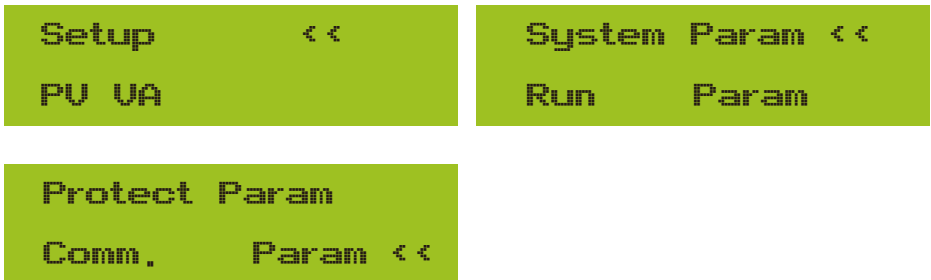 Setup <<
PV VA
System Param <<
Run Param
Protect Param
Comm. Param <<